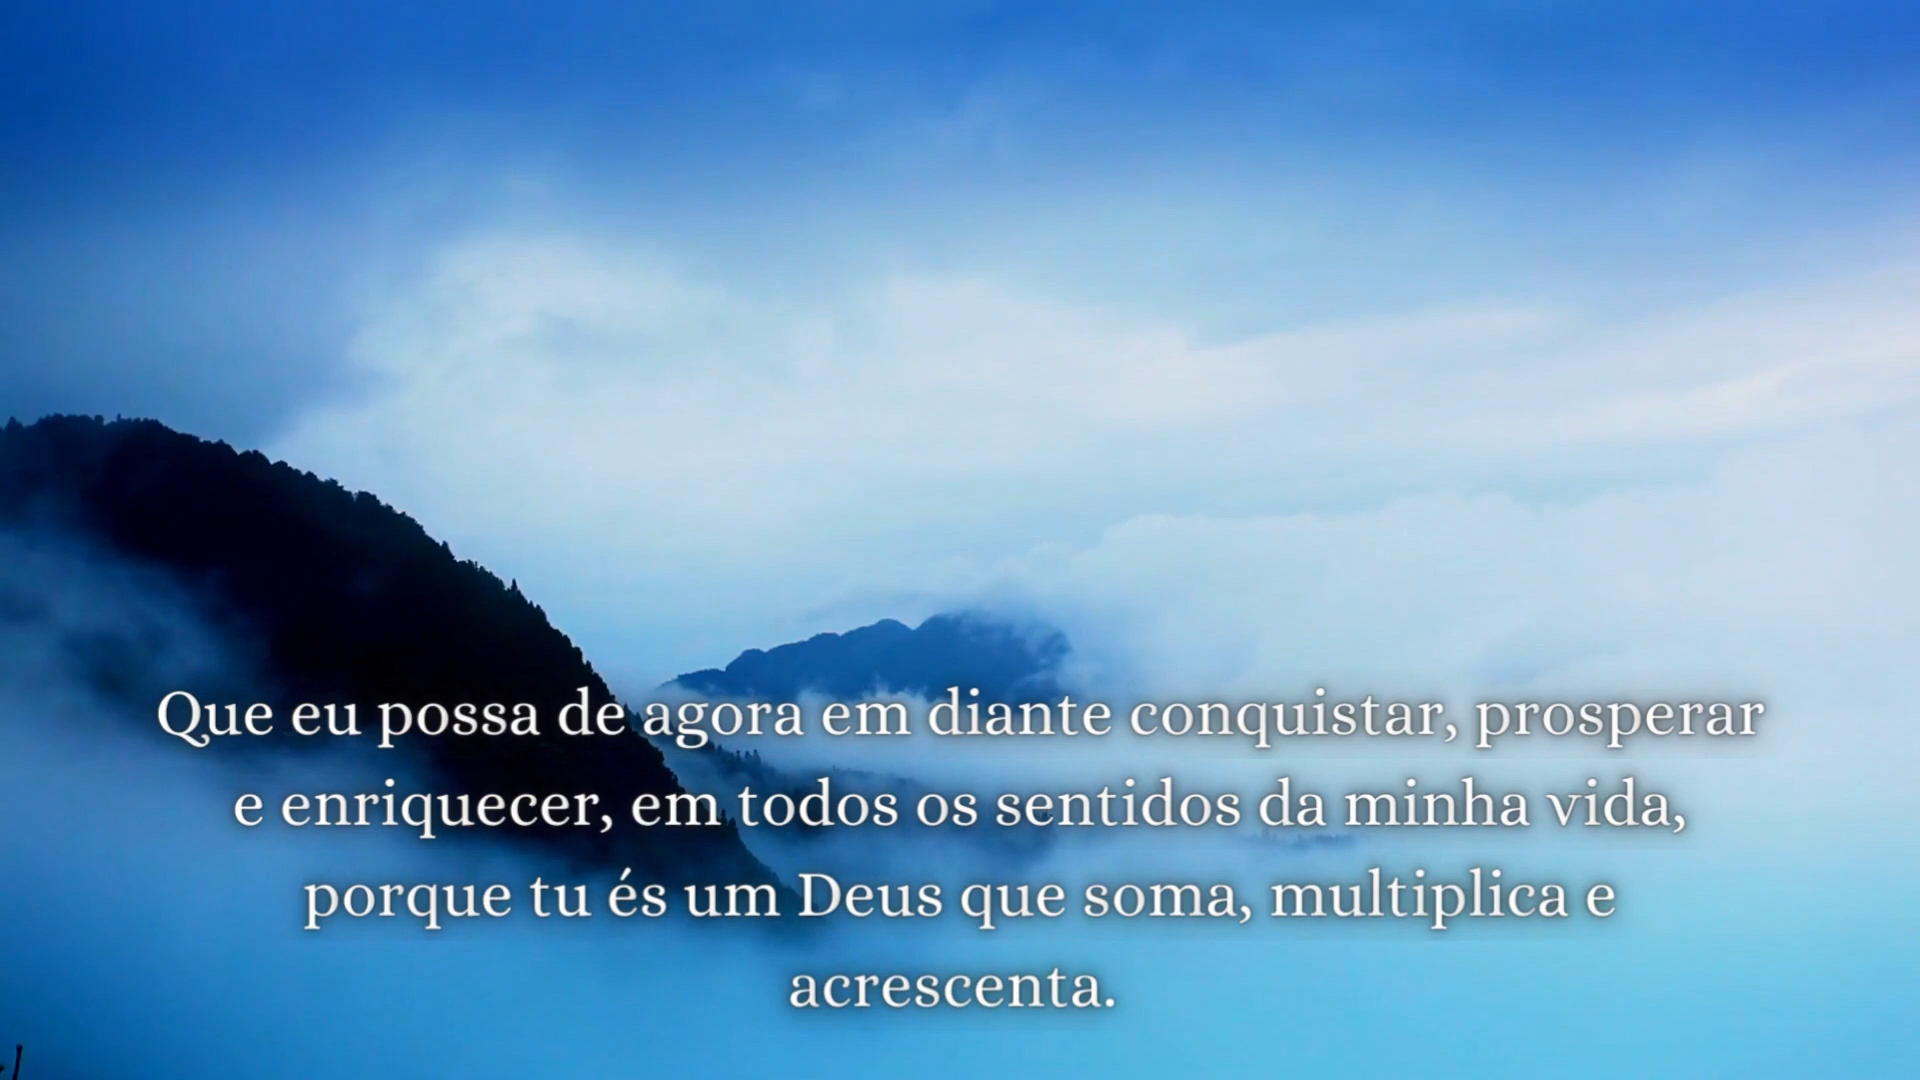 Que eu possa de agora em diante conquistar, prosperar
e enriquecer, em todos os sentidos da minha vida,
porque tu és um Deus que soma, multiplica e
acrescenta.